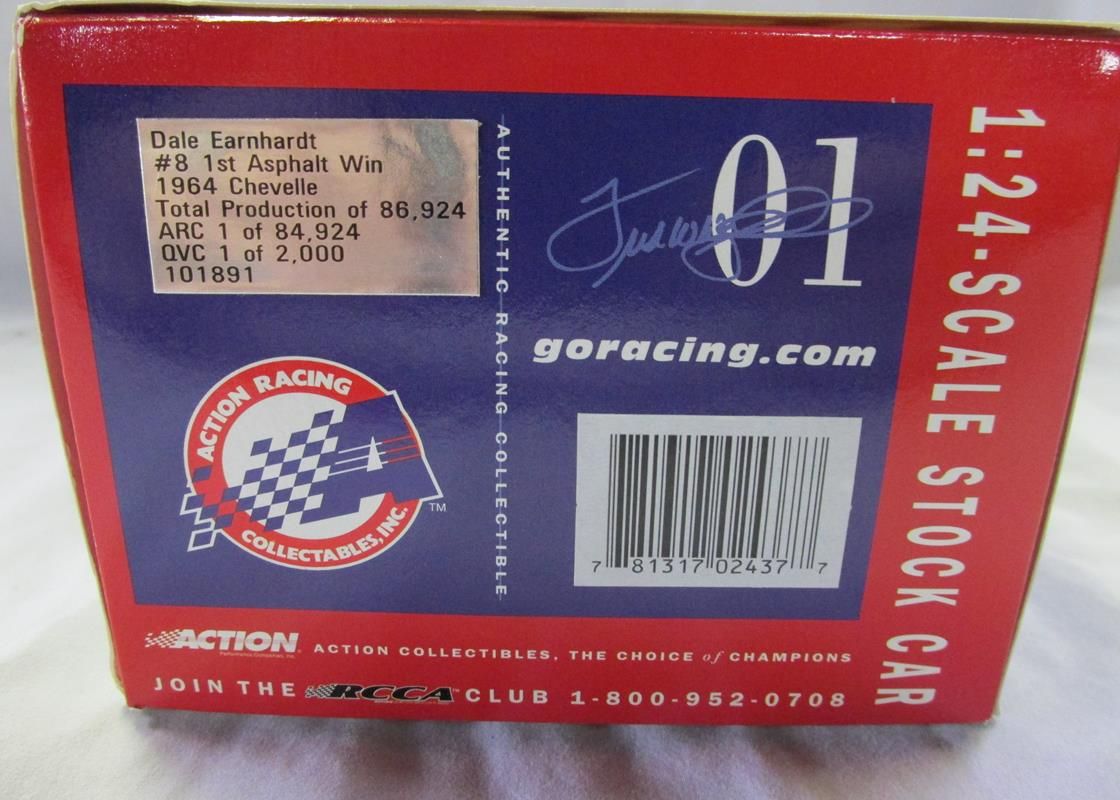 Dale Earnhardt
#8 1st Asphalt Win
1964 Chevelle
Total Production of 86,924
ARC 1 of 84,924
QVC 1 of 2,000
101891
AUTHENTIC RACING COLLECTIBLE
01
goracing.com
ACTION RACING
COLLECTABLES, INC.
TM
7 81317 02437 7
1:24-SCALE STOCK CAR
ACTION
ACTION COLLECTIBLES, THE CHOICE of CHAMPIONS
JOIN THE RCCA CLUB 1-800-952-0708